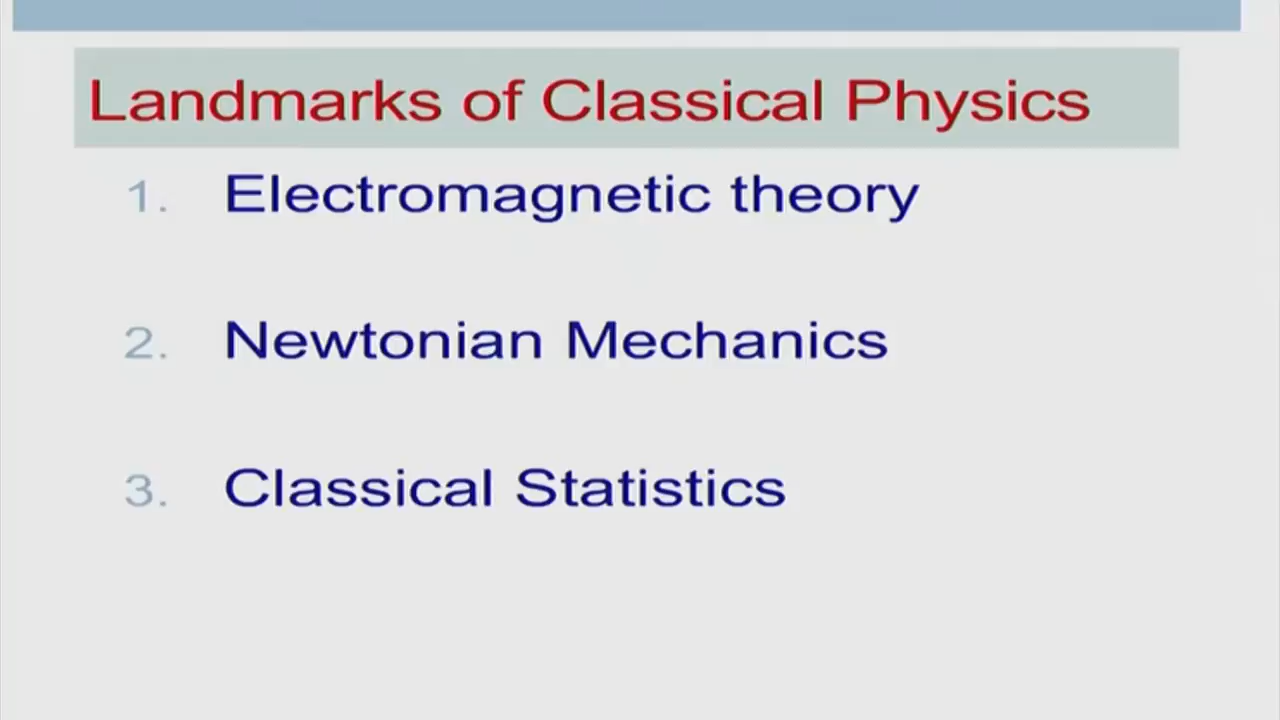 Landmarks of Classical Physics
1. Electromagnetic theory
2. Newtonian Mechanics
3. Classical Statistics